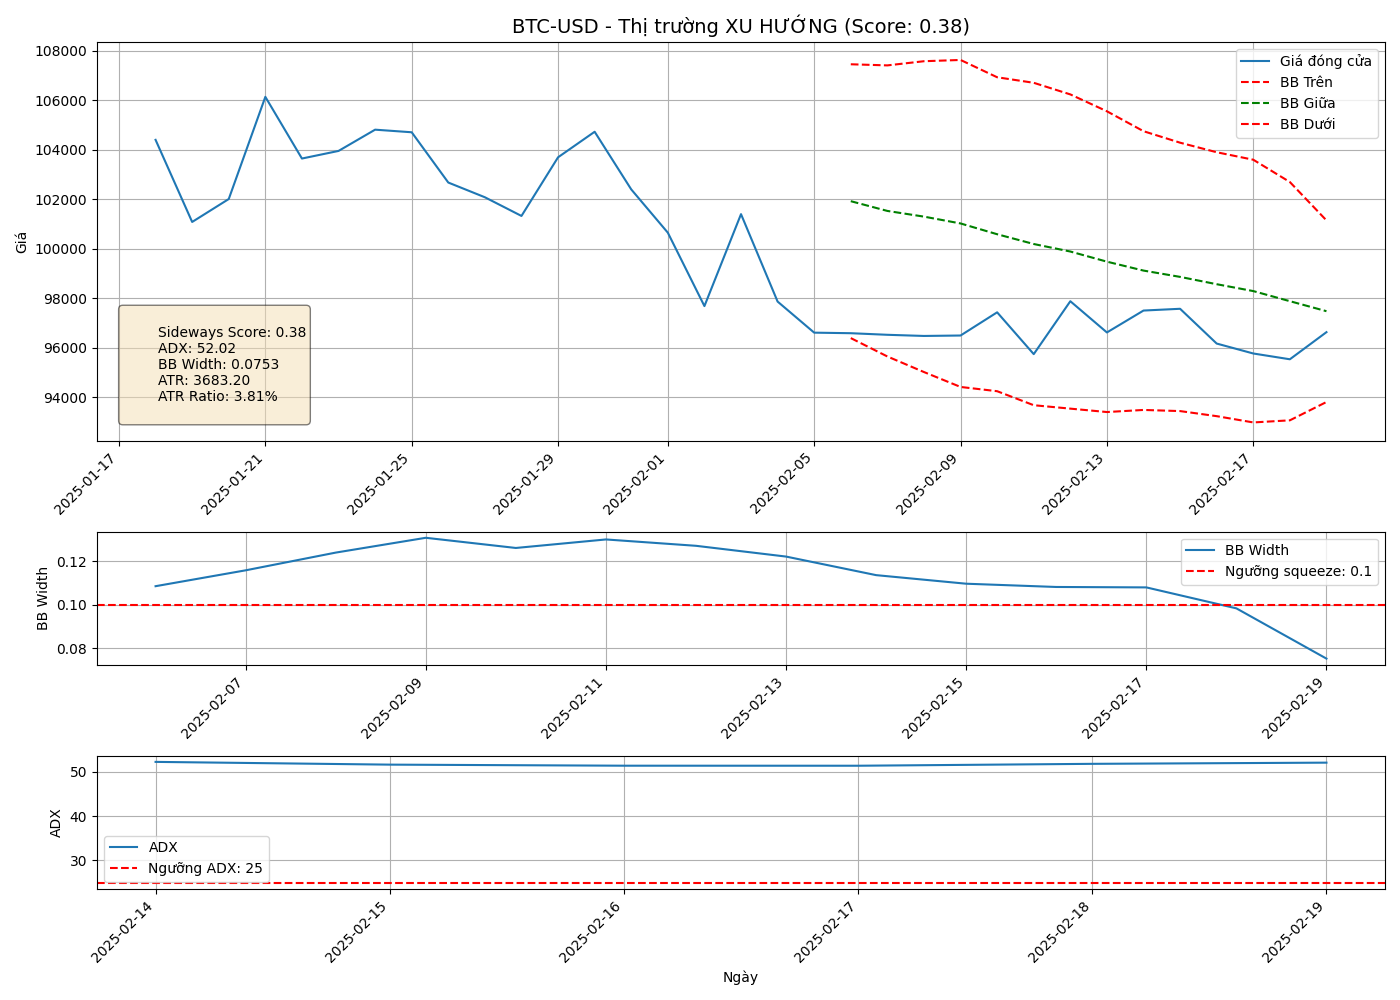 BTC-USD - Thị trường XU HƯỚNG (Score: 0.38)
108000
106000
104000
102000
100000
98000
96000
94000
Giá
Giá đóng cửa
BB Trên
BB Giữa
BB Dưới
Sideways Score: 0.38
ADX: 52.02
BB Width: 0.0753
ATR: 3683.20
ATR Ratio: 3.81%
2025-01-17
2025-01-21
2025-01-25
2025-01-29
2025-02-01
2025-02-05
2025-02-09
2025-02-13
2025-02-17
0.12
0.10
0.08
BB Width
BB Width
Ngưỡng squeeze: 0.1
2025-02-07
2025-02-09
2025-02-11
2025-02-13
2025-02-15
2025-02-17
2025-02-19
50
40
30
ADX
ADX
Ngưỡng ADX: 25
2025-02-14
2025-02-15
2025-02-16
2025-02-17
2025-02-18
2025-02-19
Ngày